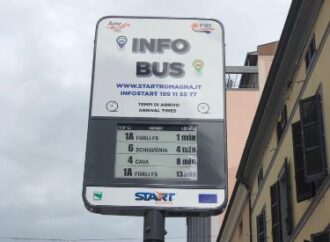 INFO
BUS
WWW.STARTROMAGNA.IT
INFOSTART 199 11 55 77
TEMPI DI ARRIVO
ARRIVAL TIMES
1A FORLI FS 1 min
6 SCHIAVONIA 4 min
4 CAVA 8 min
1A FORLI FS 13 min
START